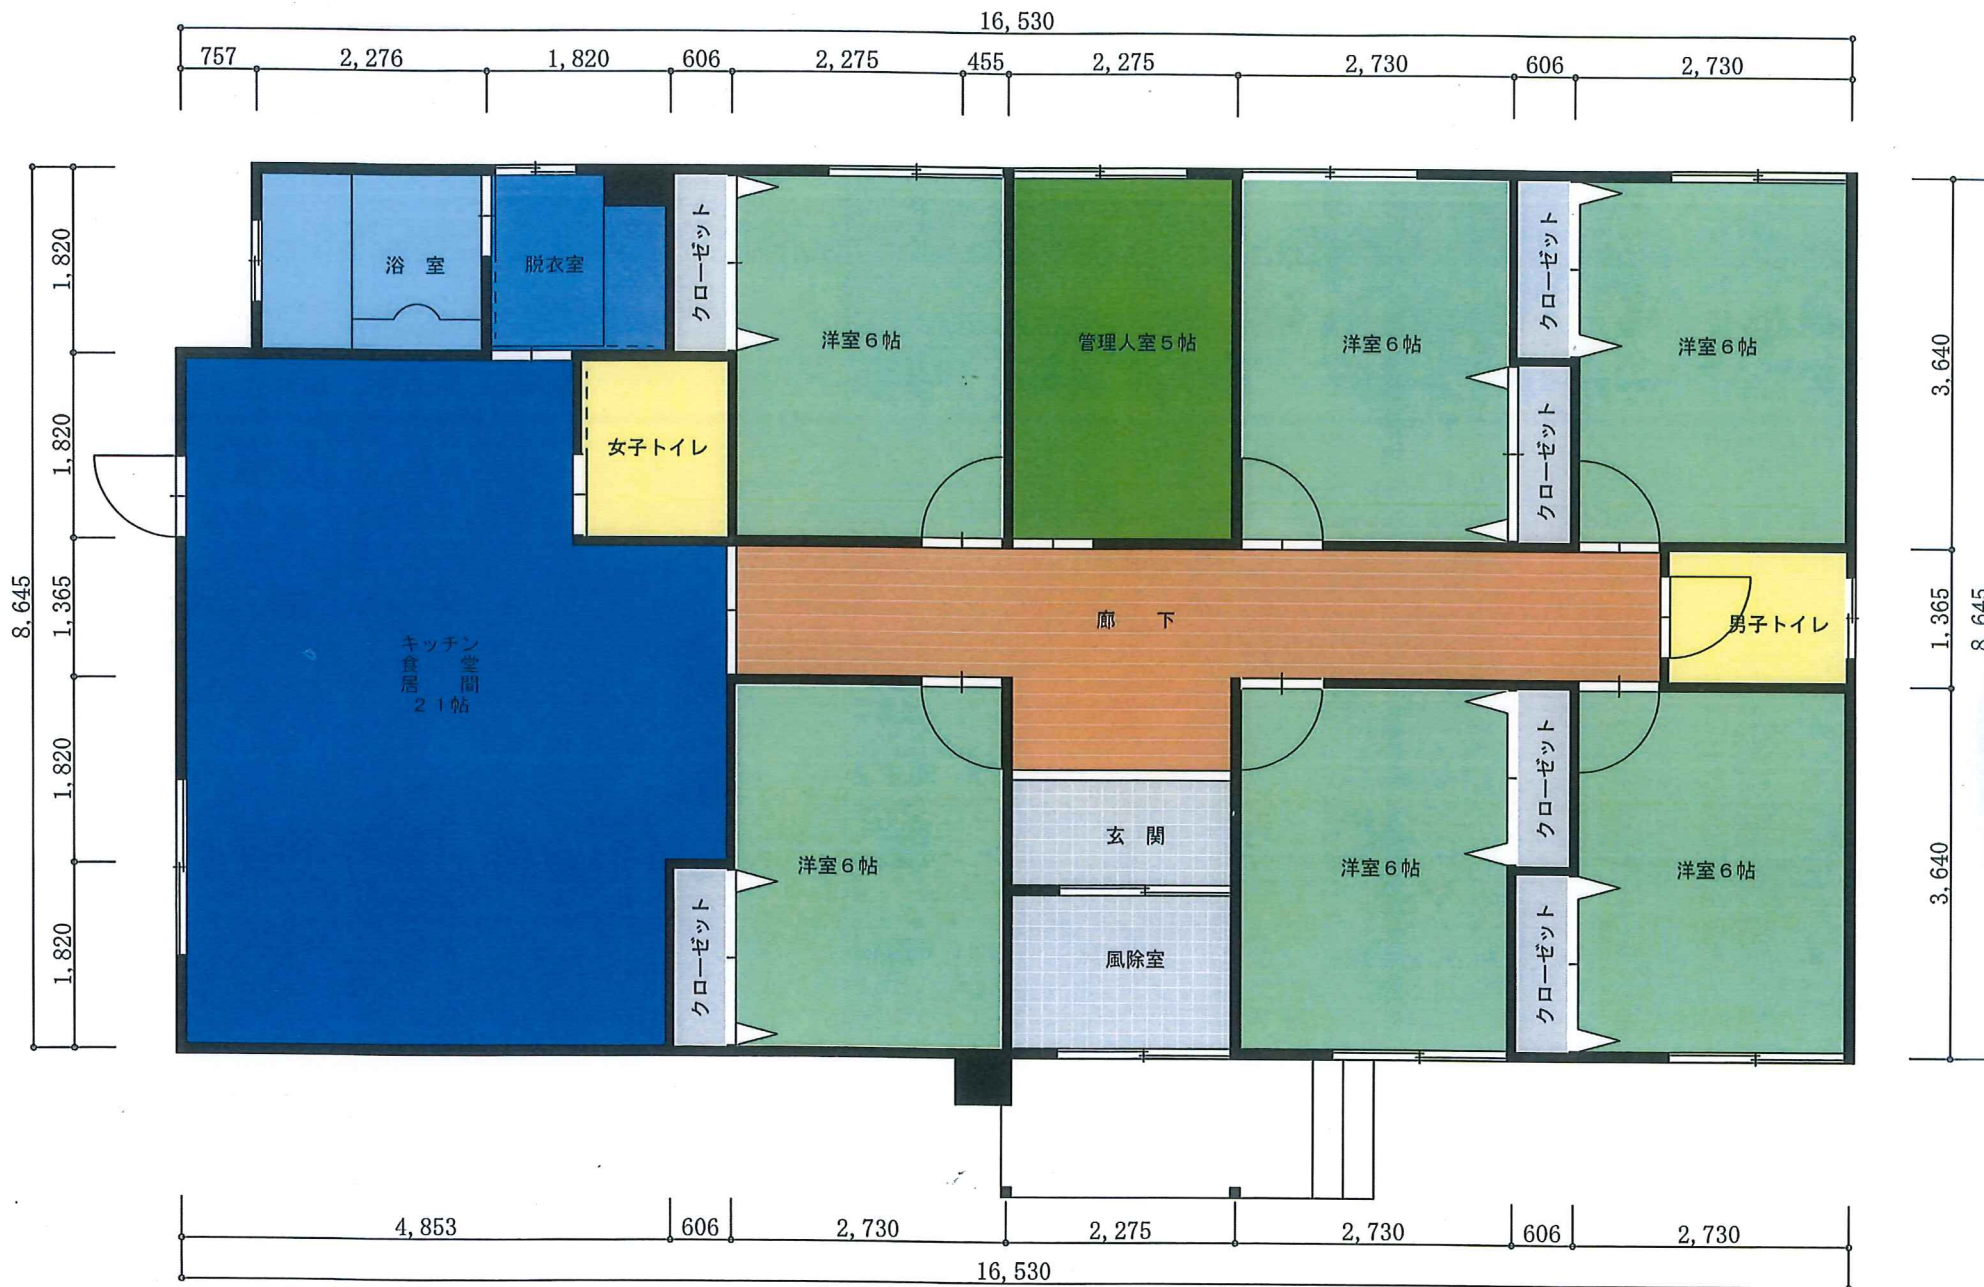 16,530
757
2,276
1,820
606
2,275
455
2,275
2,730
606
2,730
8,645
1,820
1,820
1,365
1,820
1,820
浴 室
脱衣室
クローゼット
洋室6帖
管理人室5帖
洋室6帖
クローゼット
クローゼット
洋室6帖
女子トイレ
キッチン
食 堂
居 間
21帖
廊 下
男子トイレ
洋室6帖
クローゼット
玄 関
風除室
洋室6帖
クローゼット
クローゼット
洋室6帖
3,640
1,365
3,640
8,645
4,853
606
2,730
2,275
2,730
606
2,730
16,530